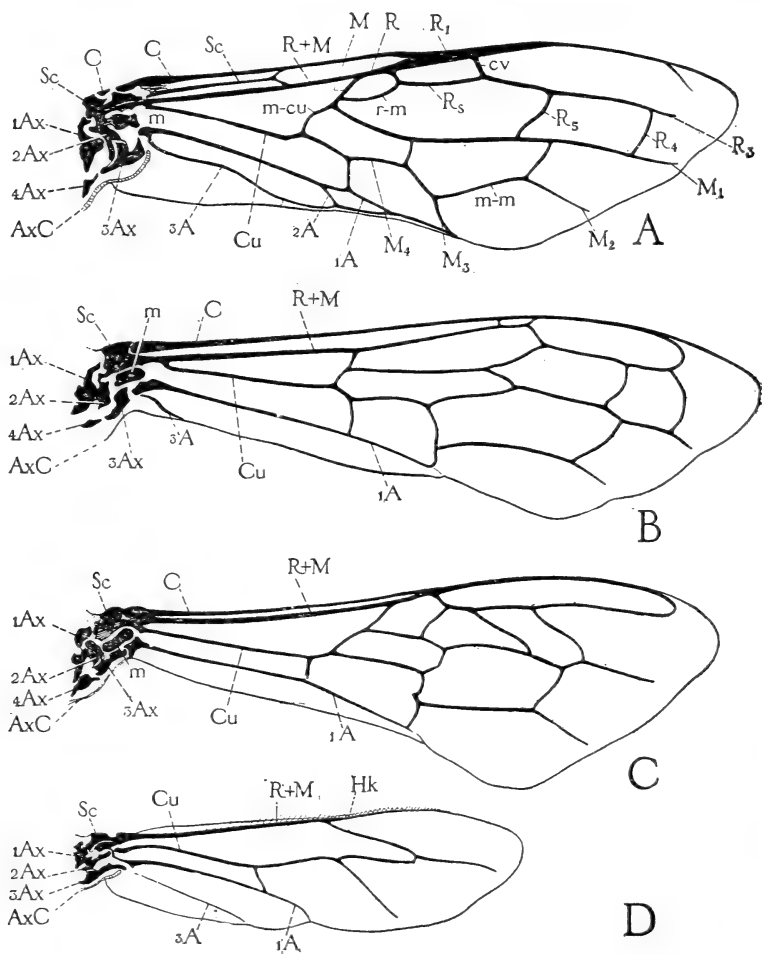 C C Sc R+M M R R₁
Sc cv
1Ax m m-cu r-m Rs R₅ R₄ R₃
2Ax
4Ax M₁
AxC 3Ax 3A Cu 2A 1A M₄ m-m M₃ M₂ A
Sc m C R+M
1Ax
2Ax
4Ax
AxC 3Ax 3A Cu 1A
B
Sc C R+M
1Ax
2Ax
4Ax m
AxC 3Ax Cu 1A
C
Sc Cu R+M Hk
1Ax
2Ax
3Ax
AxC 3A 1A D